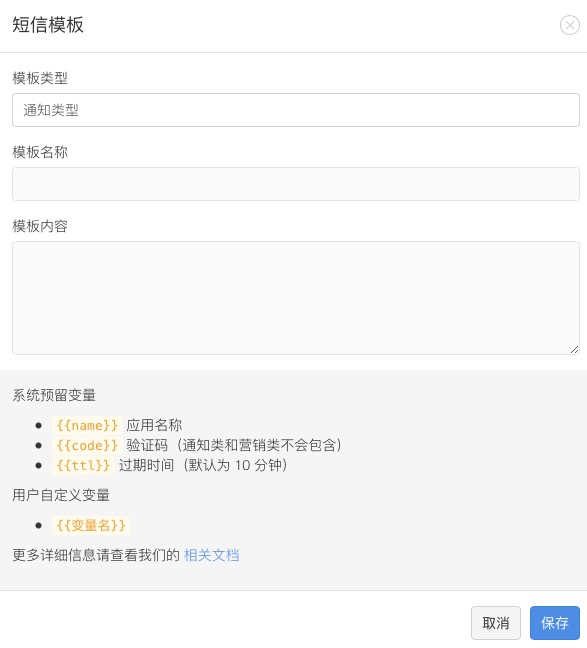 短信模板
模板类型
通知类型
模板名称
模板内容
系统预留变量
{{name}} 应用名称
{{code}} 验证码（通知类和营销类不会包含）
{{ttl}} 过期时间（默认为 10 分钟）
用户自定义变量
{{变量名}}
更多详细信息请查看我们的 相关文档
取消 保存